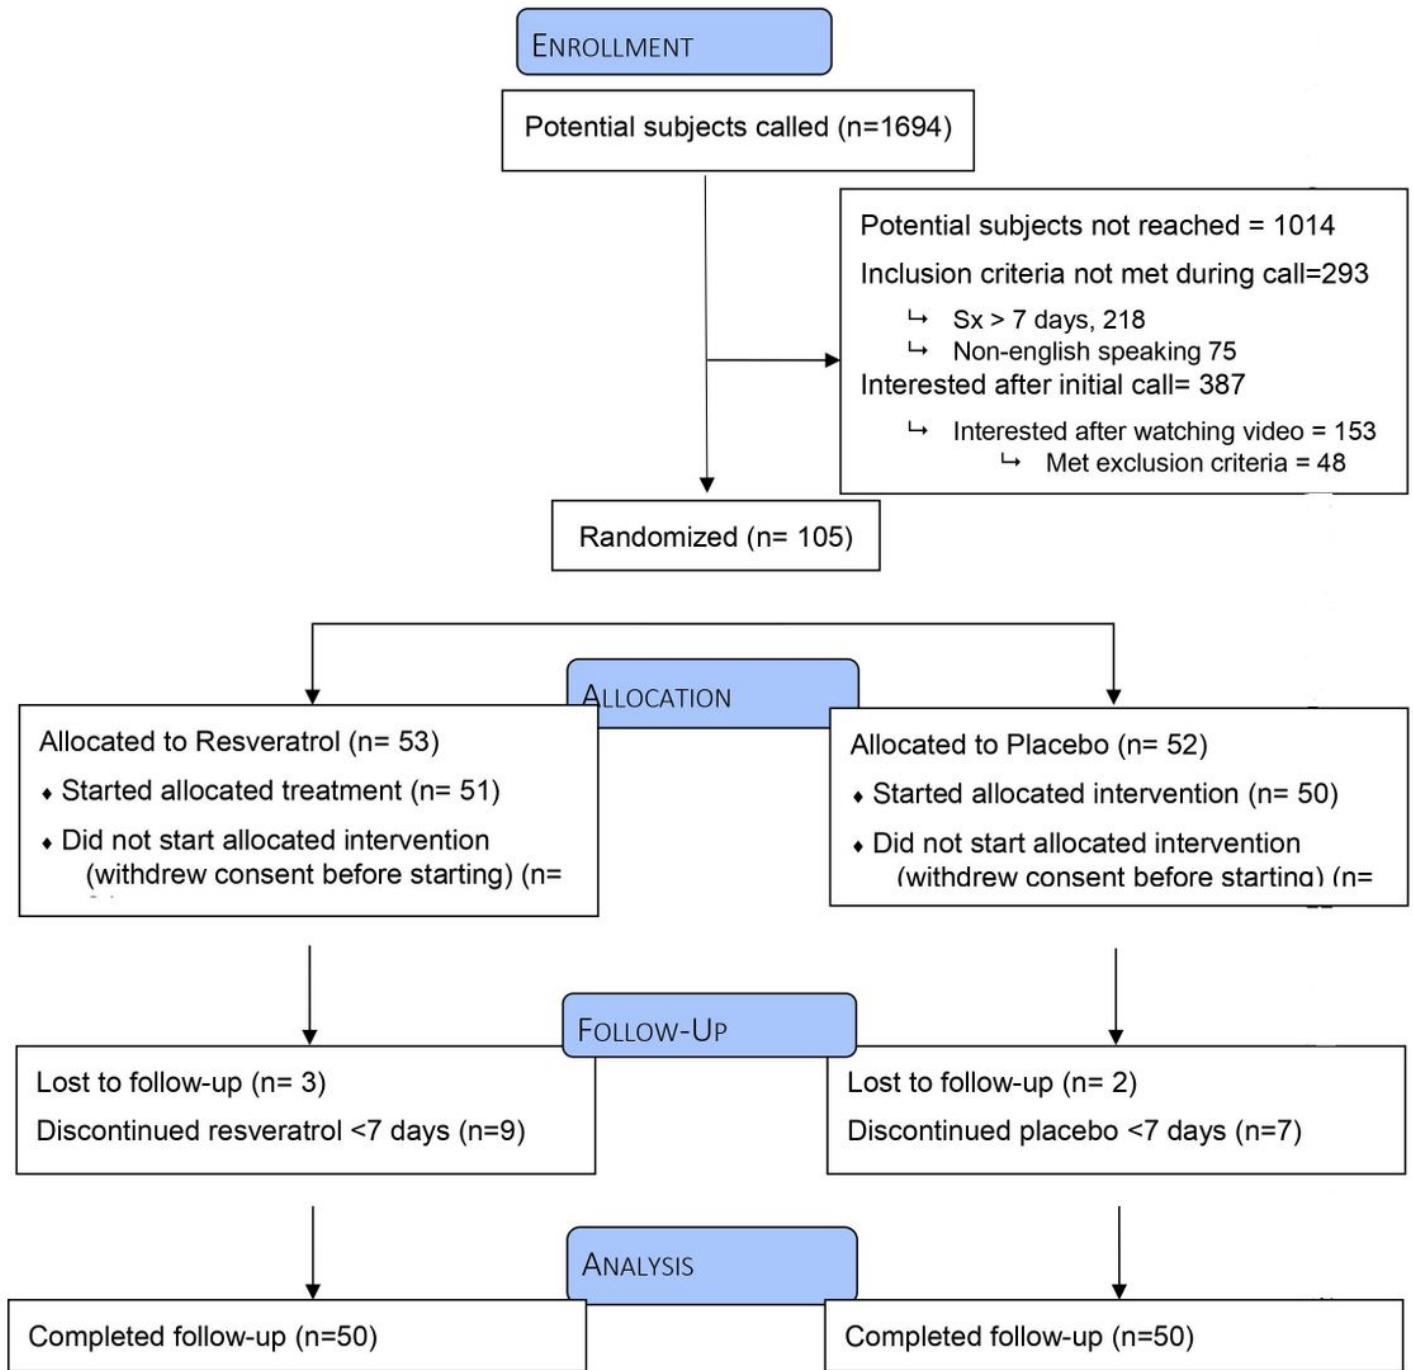 ENROLLMENT
Potential subjects called (n=1694)
Potential subjects not reached = 1014
Inclusion criteria not met during call=293
↳ Sx > 7 days, 218
↳ Non-english speaking 75
Interested after initial call= 387
↳ Interested after watching video = 153
↳ Met exclusion criteria = 48
Randomized (n= 105)
ALLOCATION
Allocated to Resveratrol (n= 53)
⬧ Started allocated treatment (n= 51)
⬧ Did not start allocated intervention
(withdrew consent before starting) (n=
Allocated to Placebo (n= 52)
⬧ Started allocated intervention (n= 50)
⬧ Did not start allocated intervention
(withdrew consent before starting) (n=
FOLLOW-UP
Lost to follow-up (n= 3)
Discontinued resveratrol <7 days (n=9)
Lost to follow-up (n= 2)
Discontinued placebo <7 days (n=7)
ANALYSIS
Completed follow-up (n=50)
Completed follow-up (n=50)